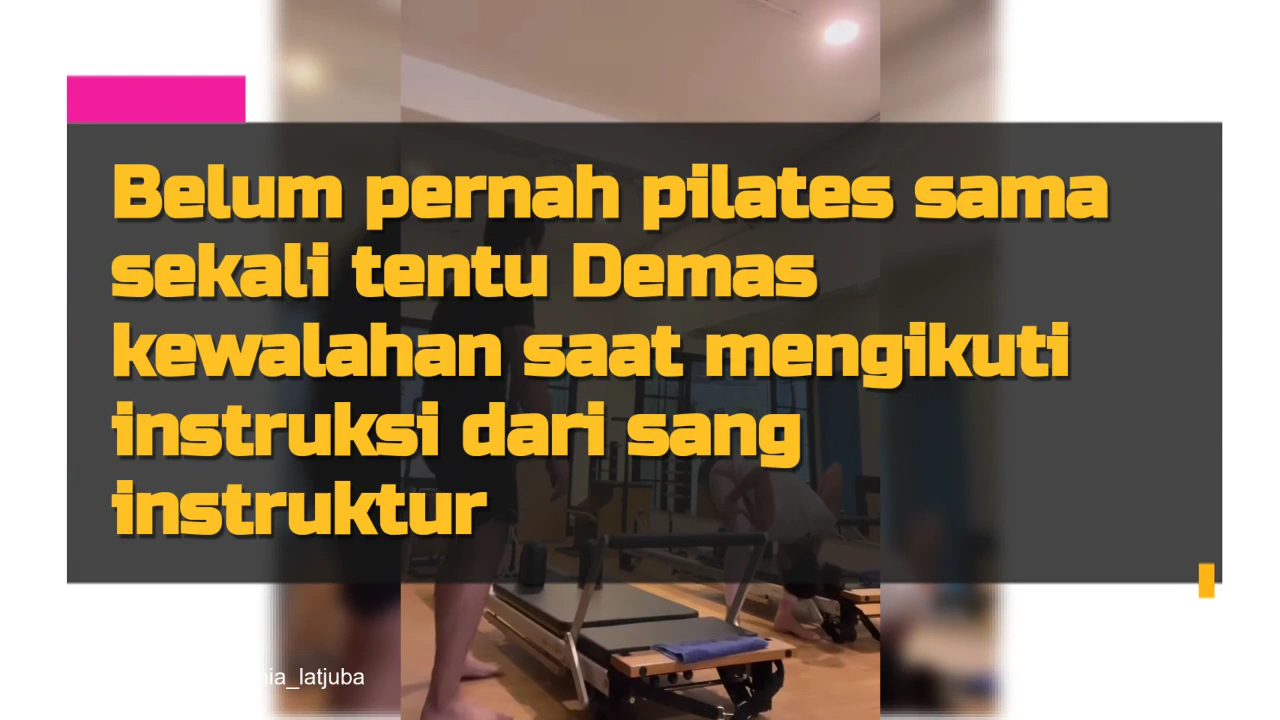 Belum pernah pilates sama
sekali tentu Demas
kewalahan saat mengikuti
instruksi dari sang
instruktur